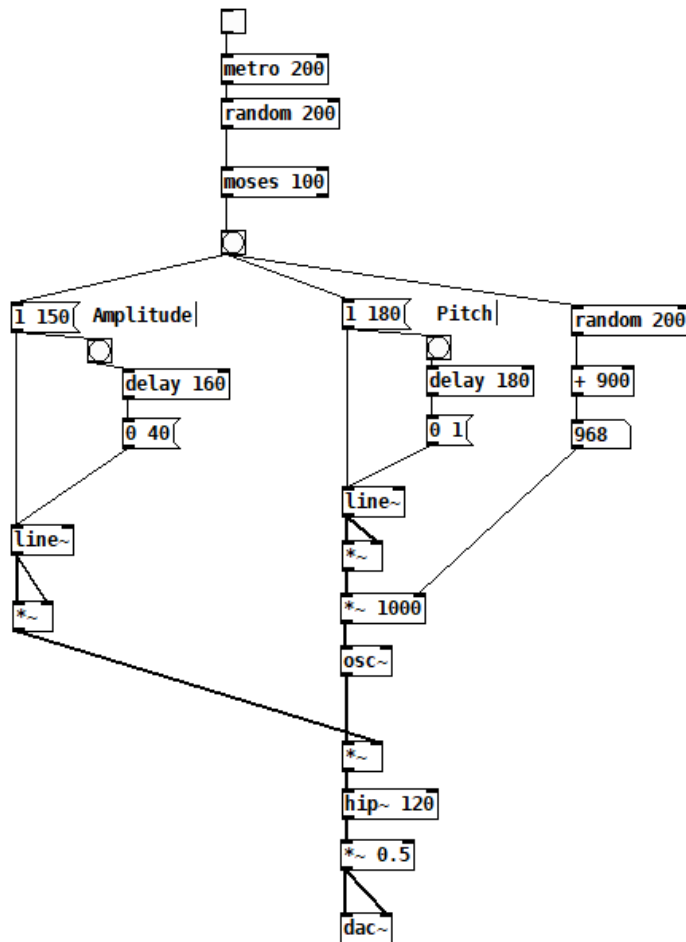 metro 200
random 200
moses 100
1 150
Amplitude
1 180
Pitch
random 200
delay 160
delay 180
+ 900
0 40
0 1
968
line~
line~
*~
*~
*~ 1000
osc~
*~
hip~ 120
*~ 0.5
dac~